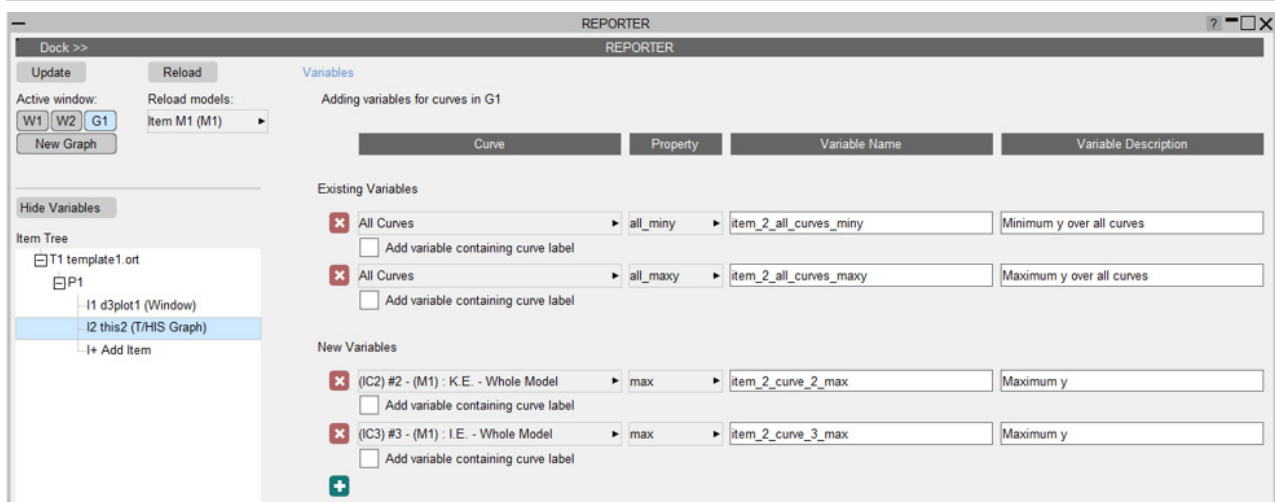 REPORTER
?
Dock >>
REPORTER
Update
Reload
Variables
Active window:
Reload models:
Adding variables for curves in G1
W1 W2 G1
Item M1 (M1)
New Graph
Curve
Property
Variable Name
Variable Description
Existing Variables
Hide Variables
All Curves
all_miny
item_2_all_curves_miny
Minimum y over all curves
Item Tree
Add variable containing curve label
T1 template1.ort
All Curves
all_maxy
item_2_all_curves_maxy
Maximum y over all curves
P1
Add variable containing curve label
I1 d3plot1 (Window)
I2 this2 (T/HIS Graph)
I+ Add Item
New Variables
(IC2) #2 - (M1) : K.E. - Whole Model
max
item_2_curve_2_max
Maximum y
Add variable containing curve label
(IC3) #3 - (M1) : I.E. - Whole Model
max
item_2_curve_3_max
Maximum y
Add variable containing curve label